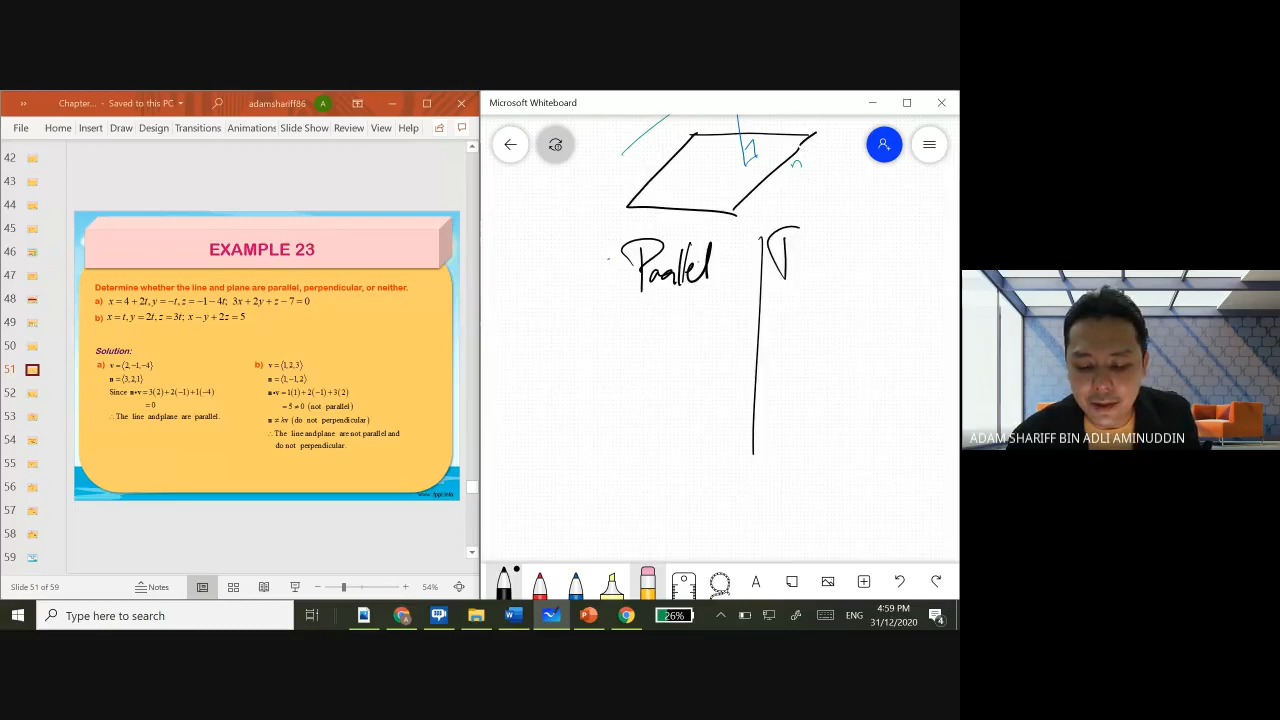 Chapter... - Saved to this PC
adamshariff86
A
File Home Insert Draw Design Transitions Animations Slide Show Review View Help
42
43
44
45
46
47
48
49
50
51
52
53
54
55
56
57
58
59
EXAMPLE 23
Determine whether the line and plane are parallel, perpendicular, or neither.
a) x = 4 + 2t, y = −t, z = −1 − 4t; 3x + 2y + z − 7 = 0
b) x = t, y = 2t, z = 3t; x − y + 2z = 5
Solution:
a) v = ⟨2,−1,−4⟩
n = ⟨3,2,1⟩
Since n•v = 3(2)+2(−1)+1(−4)
= 0
∴ The line and plane are parallel.
b) v = ⟨1,2,3⟩
n = ⟨1,−1,2⟩
n•v = 1(1)+2(−1)+3(2)
= 5 ≠ 0 (not parallel)
n ≠ kv (do not perpendicular)
∴ The line and plane are not parallel and
do not perpendicular.
www.fppt.info
Slide 51 of 59
Notes
54%
Microsoft Whiteboard
n
Parallel
A
ADAM SHARIFF BIN ADLI AMINUDDIN
Type here to search
26%
ENG
4:59 PM
31/12/2020
4